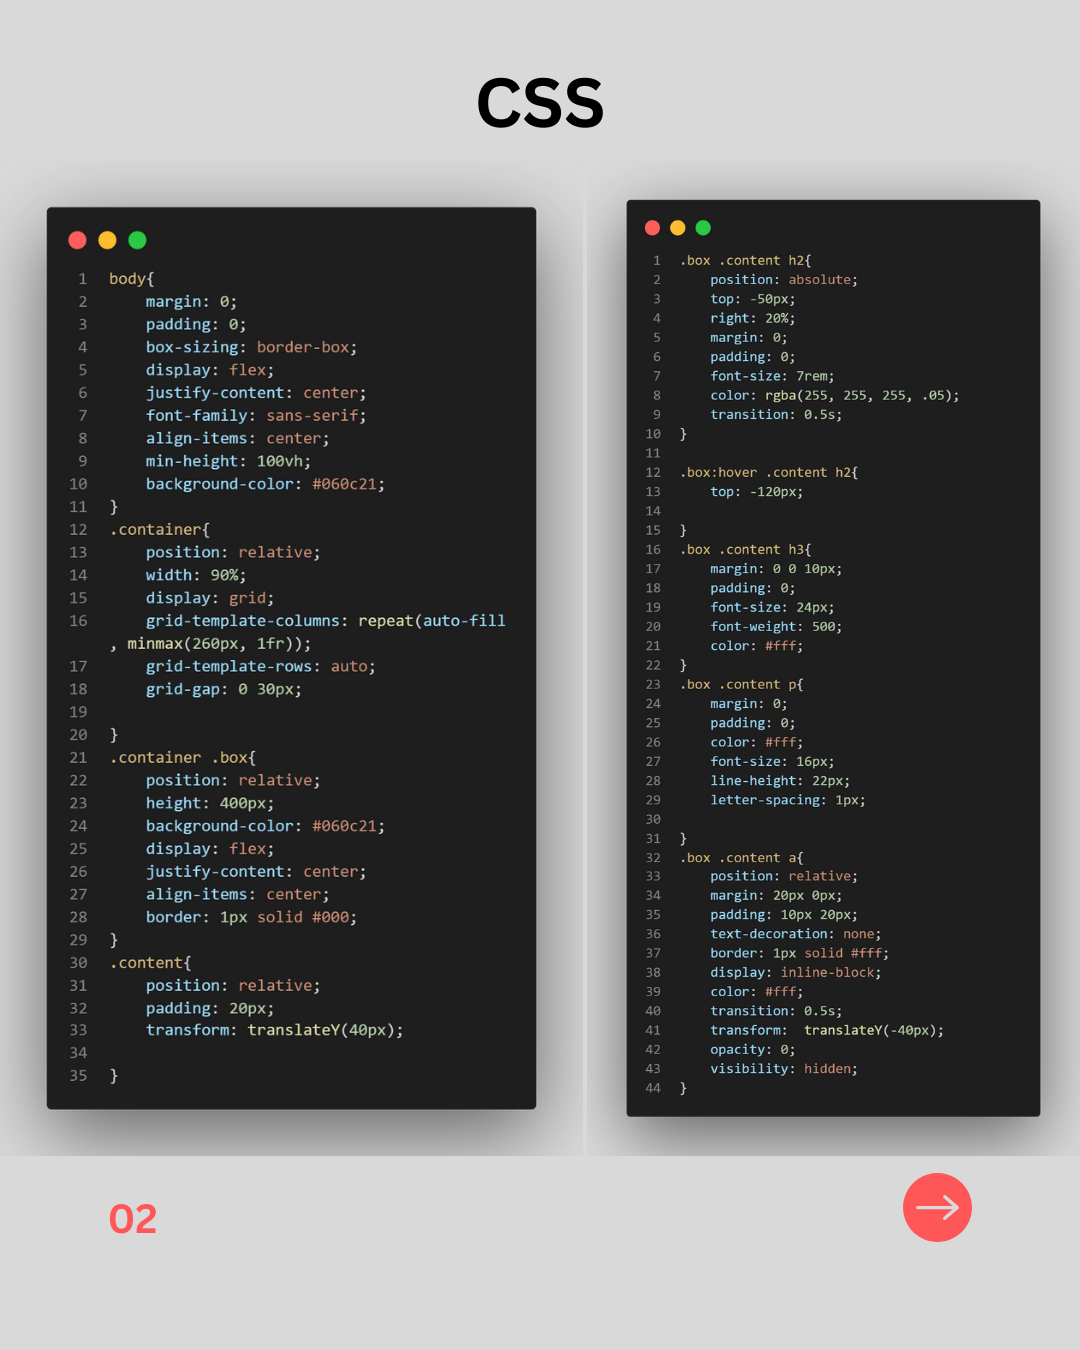 CSS
1 body{
2 margin: 0;
3 padding: 0;
4 box-sizing: border-box;
5 display: flex;
6 justify-content: center;
7 font-family: sans-serif;
8 align-items: center;
9 min-height: 100vh;
10 background-color: #060c21;
11 }
12 .container{
13 position: relative;
14 width: 90%;
15 display: grid;
16 grid-template-columns: repeat(auto-fill
, minmax(260px, 1fr));
17 grid-template-rows: auto;
18 grid-gap: 0 30px;
19
20 }
21 .container .box{
22 position: relative;
23 height: 400px;
24 background-color: #060c21;
25 display: flex;
26 justify-content: center;
27 align-items: center;
28 border: 1px solid #000;
29 }
30 .content{
31 position: relative;
32 padding: 20px;
33 transform: translateY(40px);
34
35 }
1 .box .content h2{
2 position: absolute;
3 top: -50px;
4 right: 20%;
5 margin: 0;
6 padding: 0;
7 font-size: 7rem;
8 color: rgba(255, 255, 255, .05);
9 transition: 0.5s;
10 }
11
12 .box:hover .content h2{
13 top: -120px;
14
15 }
16 .box .content h3{
17 margin: 0 0 10px;
18 padding: 0;
19 font-size: 24px;
20 font-weight: 500;
21 color: #fff;
22 }
23 .box .content p{
24 margin: 0;
25 padding: 0;
26 color: #fff;
27 font-size: 16px;
28 line-height: 22px;
29 letter-spacing: 1px;
30
31 }
32 .box .content a{
33 position: relative;
34 margin: 20px 0px;
35 padding: 10px 20px;
36 text-decoration: none;
37 border: 1px solid #fff;
38 display: inline-block;
39 color: #fff;
40 transition: 0.5s;
41 transform:  translateY(-40px);
42 opacity: 0;
43 visibility: hidden;
44 }
02